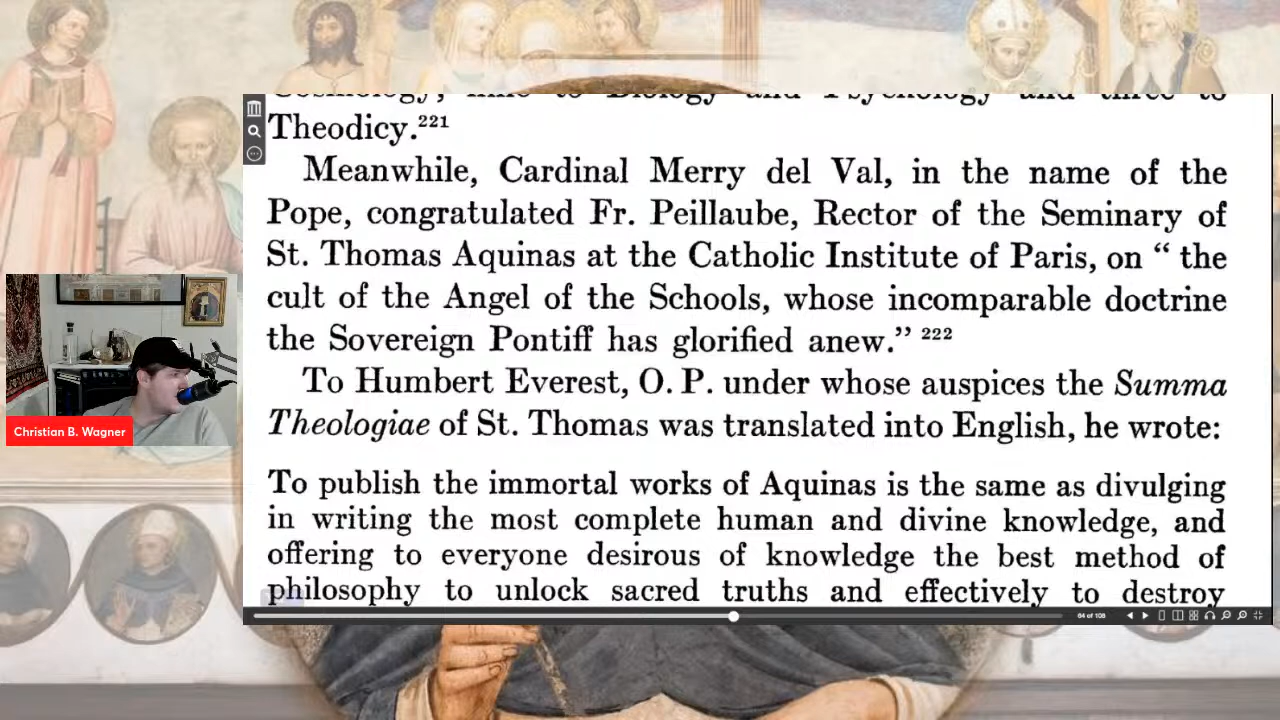 Theodicy.²²¹
Meanwhile, Cardinal Merry del Val, in the name of the
Pope, congratulated Fr. Peillaube, Rector of the Seminary of
St. Thomas Aquinas at the Catholic Institute of Paris, on “ the
cult of the Angel of the Schools, whose incomparable doctrine
the Sovereign Pontiff has glorified anew.” ²²²
To Humbert Everest, O. P. under whose auspices the Summa
Theologiae of St. Thomas was translated into English, he wrote:
To publish the immortal works of Aquinas is the same as divulging
in writing the most complete human and divine knowledge, and
offering to everyone desirous of knowledge the best method of
philosophy to unlock sacred truths and effectively to destroy
64 of 108
Christian B. Wagner